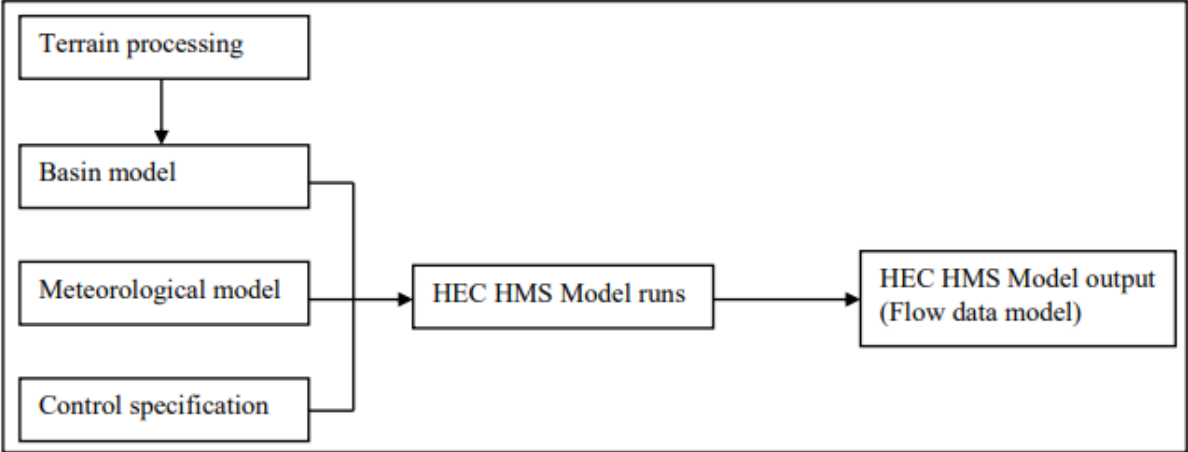 Terrain processing
Basin model
Meteorological model
Control specification
HEC HMS Model runs
HEC HMS Model output
(Flow data model)